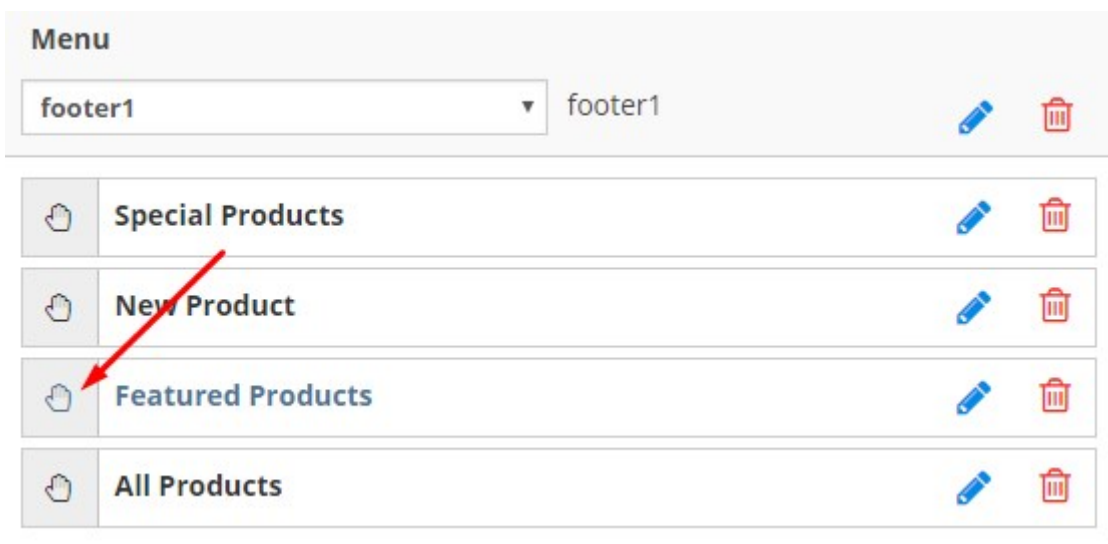 Menu
footer1 footer1
Special Products
New Product
Featured Products
All Products